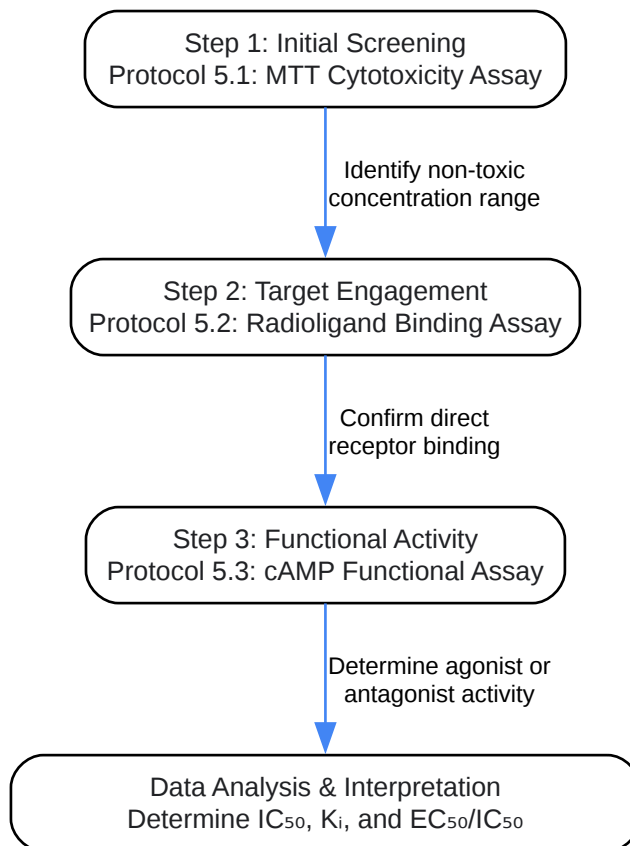 Step 1: Initial Screening
Protocol 5.1: MTT Cytotoxicity Assay
Identify non-toxic
concentration range
Step 2: Target Engagement
Protocol 5.2: Radioligand Binding Assay
Confirm direct
receptor binding
Step 3: Functional Activity
Protocol 5.3: cAMP Functional Assay
Determine agonist or
antagonist activity
Data Analysis & Interpretation
Determine IC₅₀, Kᵢ, and EC₅₀/IC₅₀